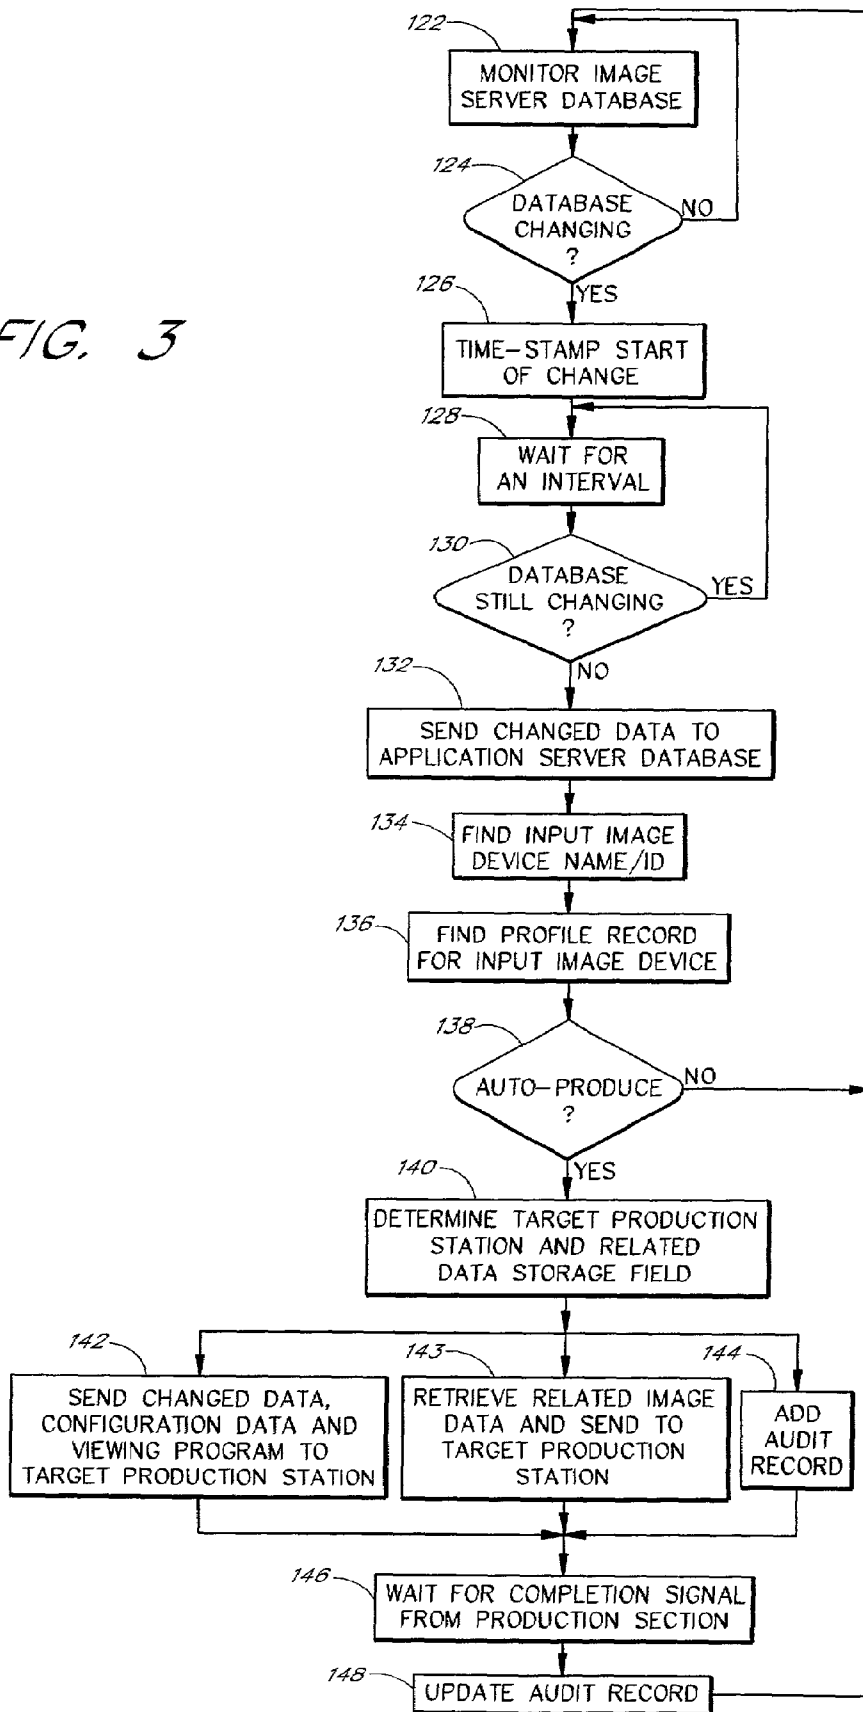 122
MONITOR IMAGE
SERVER DATABASE
124
DATABASE
CHANGING
?
NO
YES
126
TIME-STAMP START
OF CHANGE
FIG. 3
128
WAIT FOR
AN INTERVAL
130
DATABASE
STILL CHANGING
?
YES
NO
132
SEND CHANGED DATA TO
APPLICATION SERVER DATABASE
134
FIND INPUT IMAGE
DEVICE NAME/ID
136
FIND PROFILE RECORD
FOR INPUT IMAGE DEVICE
138
AUTO-PRODUCE
?
NO
YES
140
DETERMINE TARGET PRODUCTION
STATION AND RELATED
DATA STORAGE FIELD
142
SEND CHANGED DATA,
CONFIGURATION DATA AND
VIEWING PROGRAM TO
TARGET PRODUCTION STATION
143
RETRIEVE RELATED IMAGE
DATA AND SEND TO
TARGET PRODUCTION
STATION
144
ADD
AUDIT
RECORD
146
WAIT FOR COMPLETION SIGNAL
FROM PRODUCTION SECTION
148
UPDATE AUDIT RECORD